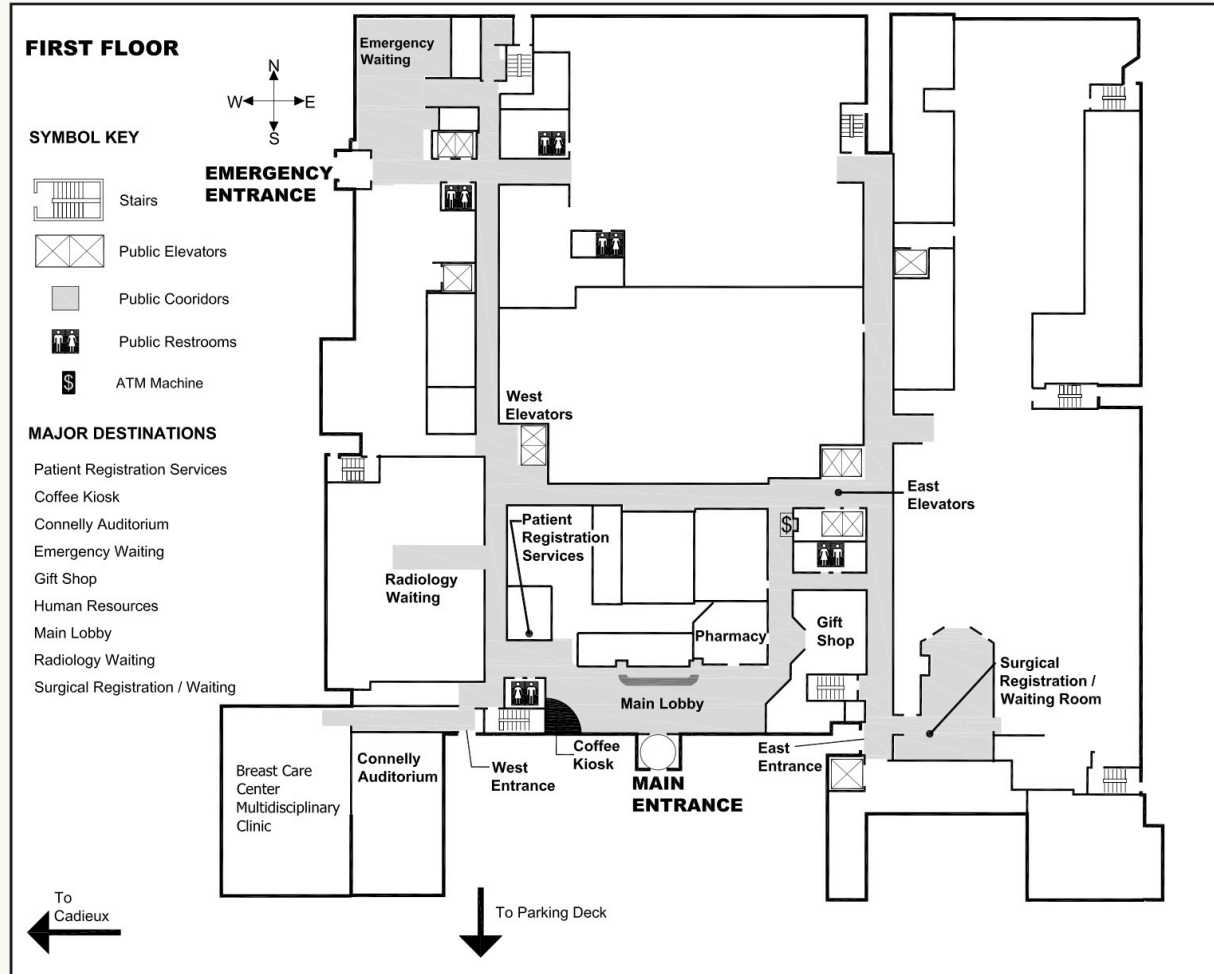 FIRST FLOOR
N
W
E
S
SYMBOL KEY
Stairs
Public Elevators
Public Cooridors
Public Restrooms
$
ATM Machine
MAJOR DESTINATIONS
Patient Registration Services
Coffee Kiosk
Connelly Auditorium
Emergency Waiting
Gift Shop
Human Resources
Main Lobby
Radiology Waiting
Surgical Registration / Waiting
Emergency
Waiting
EMERGENCY
ENTRANCE
West
Elevators
East
Elevators
$
Patient
Registration
Services
Radiology
Waiting
Pharmacy
Gift
Shop
Surgical
Registration /
Waiting Room
Main Lobby
Coffee
Kiosk
West
Entrance
East
Entrance
MAIN
ENTRANCE
Connelly
Auditorium
Breast Care
Center
Multidisciplinary
Clinic
To
Cadieux
To Parking Deck